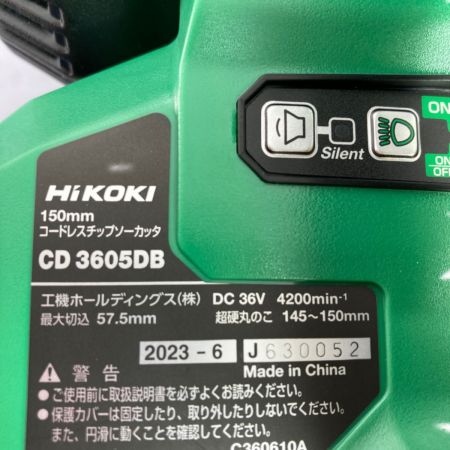 ON
Silent
ON
OFF
HiKOKI
150mm
コードレスチップソーカッタ
CD 3605DB
工機ホールディングス(株) DC 36V 4200min-1
最大切込 57.5mm 超硬丸のこ 145~150mm
2023-6 J630052
⚠警告 Made in China
●ご使用前に取扱説明書を必ずよくお読みください。
●保護カバーは固定したり、取り外したりしないでください。
また、円滑に動くことを確認してください。
C360610A